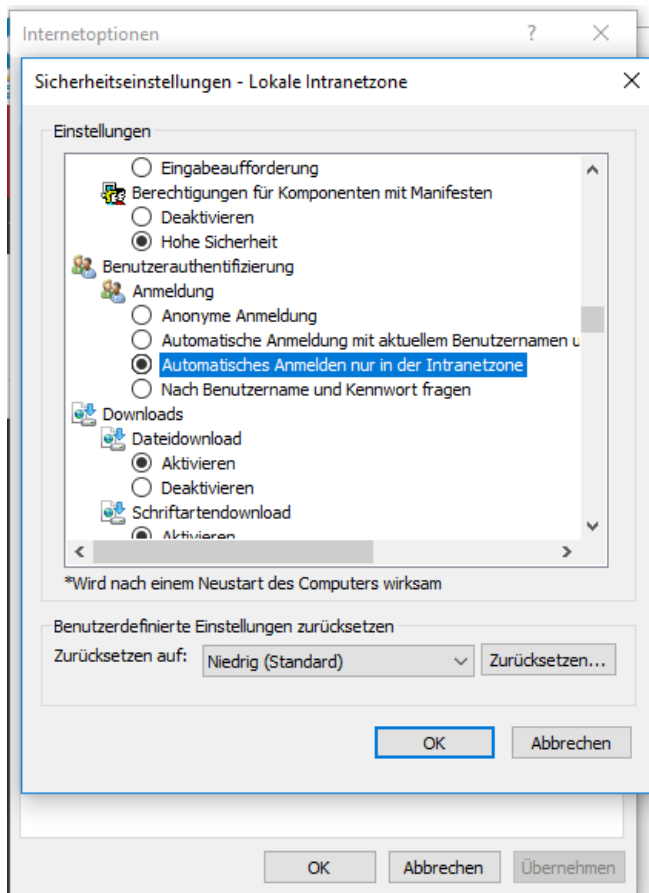 Internetoptionen
Sicherheitseinstellungen - Lokale Intranetzone
Einstellungen
Eingabeaufforderung
Berechtigungen für Komponenten mit Manifesten
Deaktivieren
Hohe Sicherheit
Benutzerauthentifizierung
Anmeldung
Anonyme Anmeldung
Automatische Anmeldung mit aktuellem Benutzernamen u
Automatisches Anmelden nur in der Intranetzone
Nach Benutzername und Kennwort fragen
Downloads
Dateidownload
Aktivieren
Deaktivieren
Schriftartendownload
Aktivieren
*Wird nach einem Neustart des Computers wirksam
Benutzerdefinierte Einstellungen zurücksetzen
Zurücksetzen auf: Niedrig (Standard) Zurücksetzen...
OK Abbrechen
OK Abbrechen Übernehmen